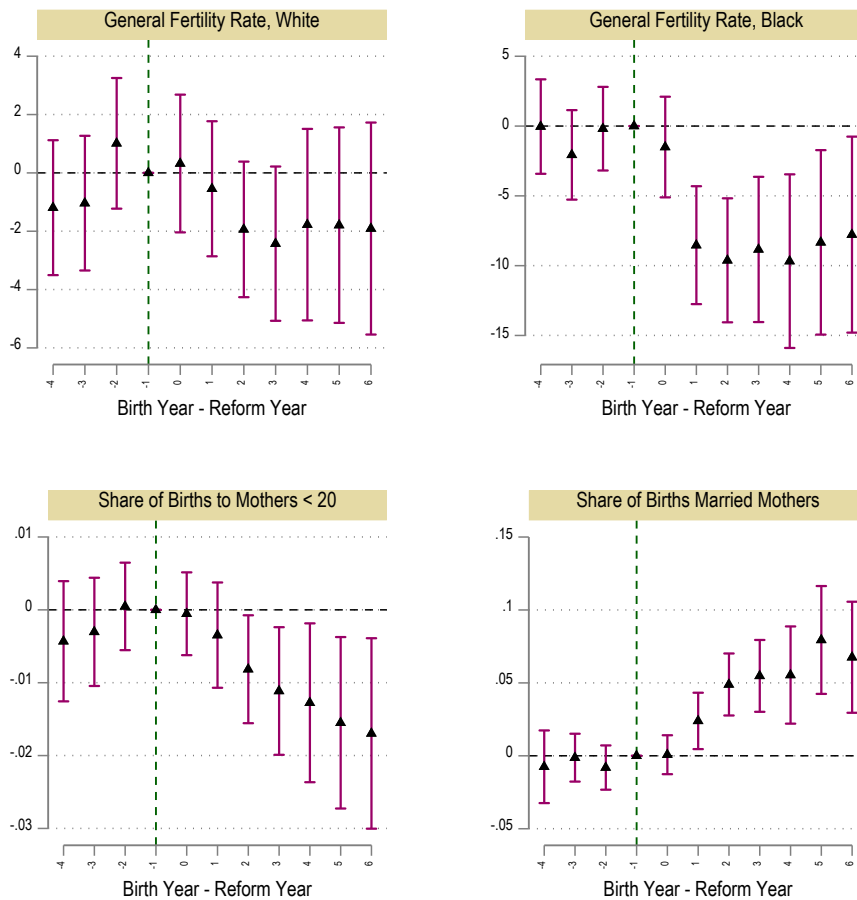 General Fertility Rate, White
4
2
0
-2
-4
-6
-4 -3 -2 -1 0 1 2 3 4 5 6
Birth Year - Reform Year
General Fertility Rate, Black
5
0
-5
-10
-15
-4 -3 -2 -1 0 1 2 3 4 5 6
Birth Year - Reform Year
Share of Births to Mothers < 20
.01
0
-.01
-.02
-.03
-4 -3 -2 -1 0 1 2 3 4 5 6
Birth Year - Reform Year
Share of Births Married Mothers
.15
.1
.05
0
-.05
-4 -3 -2 -1 0 1 2 3 4 5 6
Birth Year - Reform Year